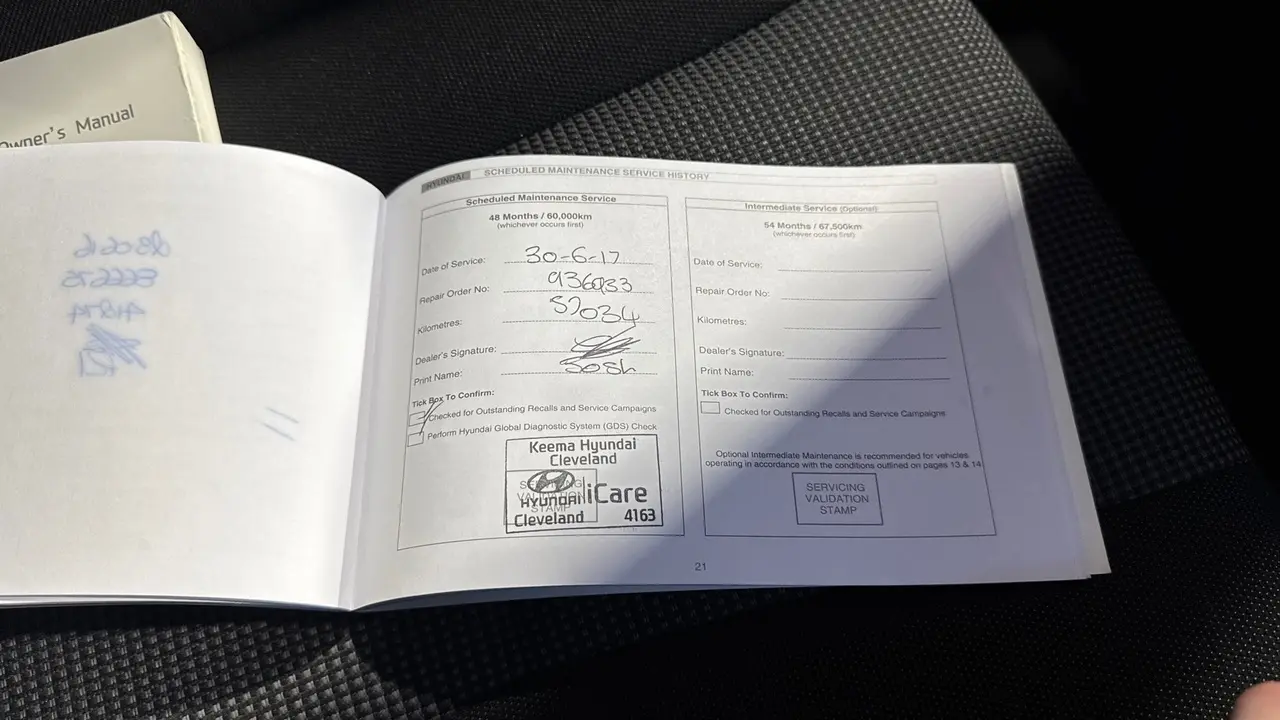 Owner's Manual
HYUNDAI SCHEDULED MAINTENANCE SERVICE HISTORY
Scheduled Maintenance Service
48 Months / 60,000km
(whichever occurs first)
Date of Service: 30-6-17
Repair Order No:
Kilometres: 57034
Dealer's Signature:
Print Name: Josh
Tick Box To Confirm:
Checked for Outstanding Recalls and Service Campaigns
Perform Hyundai Global Diagnostic System (GDS) Check
Keema Hyundai
Cleveland
SERVICING
VALIDATION
STAMP
HYUNDAI iCare
Cleveland 4163
Intermediate Service (Optional)
54 Months / 67,500km
(whichever occurs first)
Date of Service:
Repair Order No:
Kilometres:
Dealer's Signature:
Print Name:
Tick Box To Confirm:
Checked for Outstanding Recalls and Service Campaigns
Optional Intermediate Maintenance is recommended for vehicles
operating in accordance with the conditions outlined on pages 13 & 14
SERVICING
VALIDATION
STAMP
21